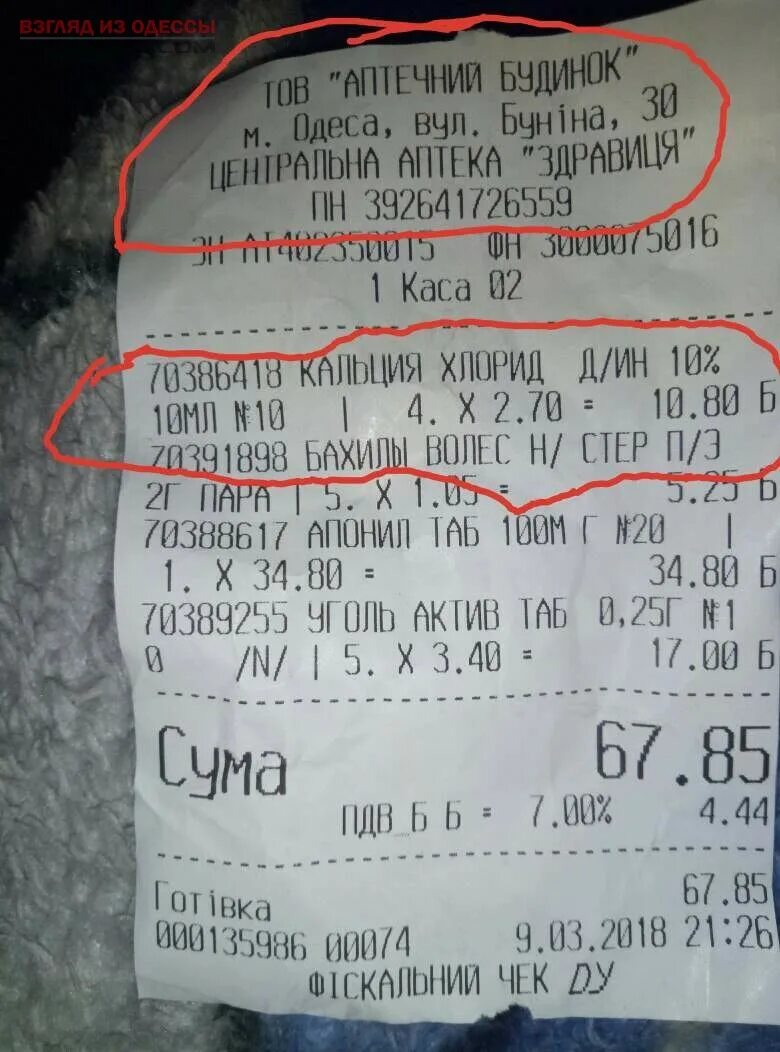 ВЗГЛЯД ИЗ ОДЕССЫ
.COM
ТОВ "АПТЕЧНИЙ БУДИНОК"
м. Одеса, вул. Буніна, 30
ЦЕНТРАЛЬНА АПТЕКА "ЗДРАВИЦЯ"
ПН 392641726559
ЗН АТ402350015 ФН 3000075016
1 Каса 02
70386418 КАЛЬЦИЯ ХЛОРИД Д/ИН 10%
10МЛ №10 | 4. X 2.70 = 10.80 Б
70391898 БАХИЛЫ ВОЛЕС Н/ СТЕР П/Э
2Г ПАРА | 5. X 1.05 = 5.25 Б
70388617 АПОНИЛ ТАБ 100М Г №20 |
1. X 34.80 = 34.80 Б
70389255 УГОЛЬ АКТИВ ТАБ 0,25Г №1
0 /N/ | 5. X 3.40 = 17.00 Б
Сума 67.85
ПДВ_Б Б = 7.00% 4.44
Готівка 67.85
000135986 00074 9.03.2018 21:26
ФІСКАЛЬНИЙ ЧЕК